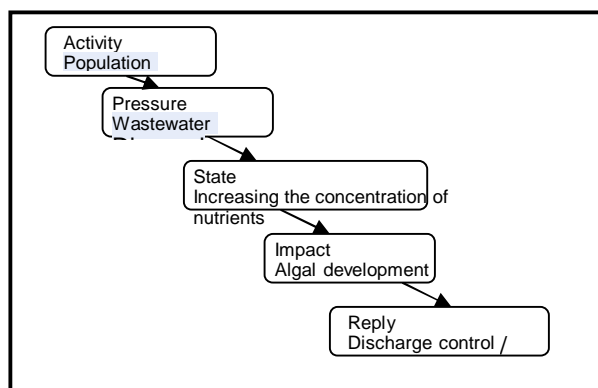 Activity
Population
Pressure
Wastewater
State
Increasing the concentration of
nutrients
Impact
Algal development
Reply
Discharge control /